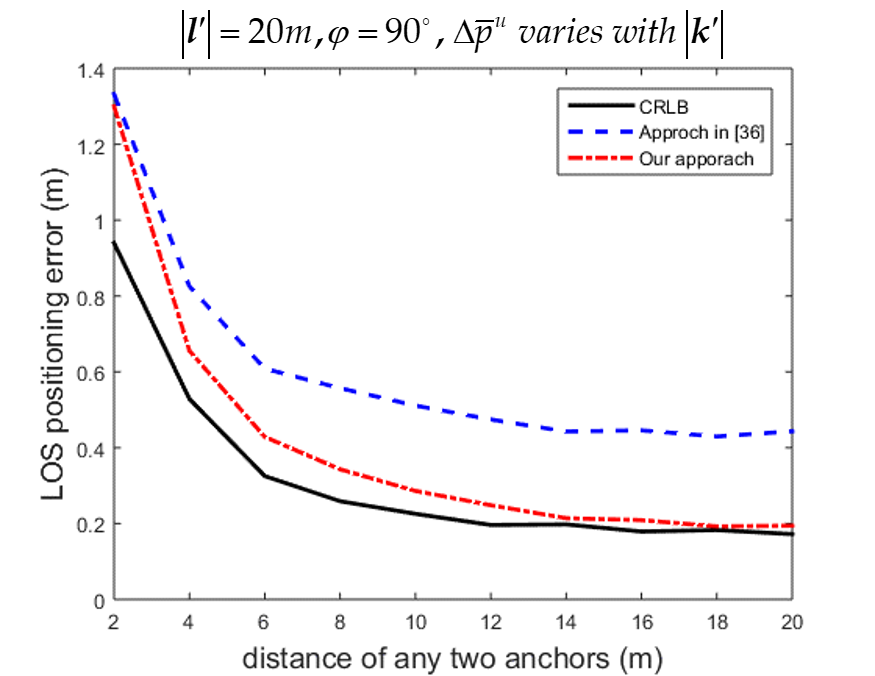 |l′| = 20m, φ = 90°, Δp̅ᵘ varies with |k′|
1.4
1.2
1
0.8
0.6
0.4
0.2
0
LOS positioning error (m)
CRLB
Approch in [36]
Our apporach
2 4 6 8 10 12 14 16 18 20
distance of any two anchors (m)